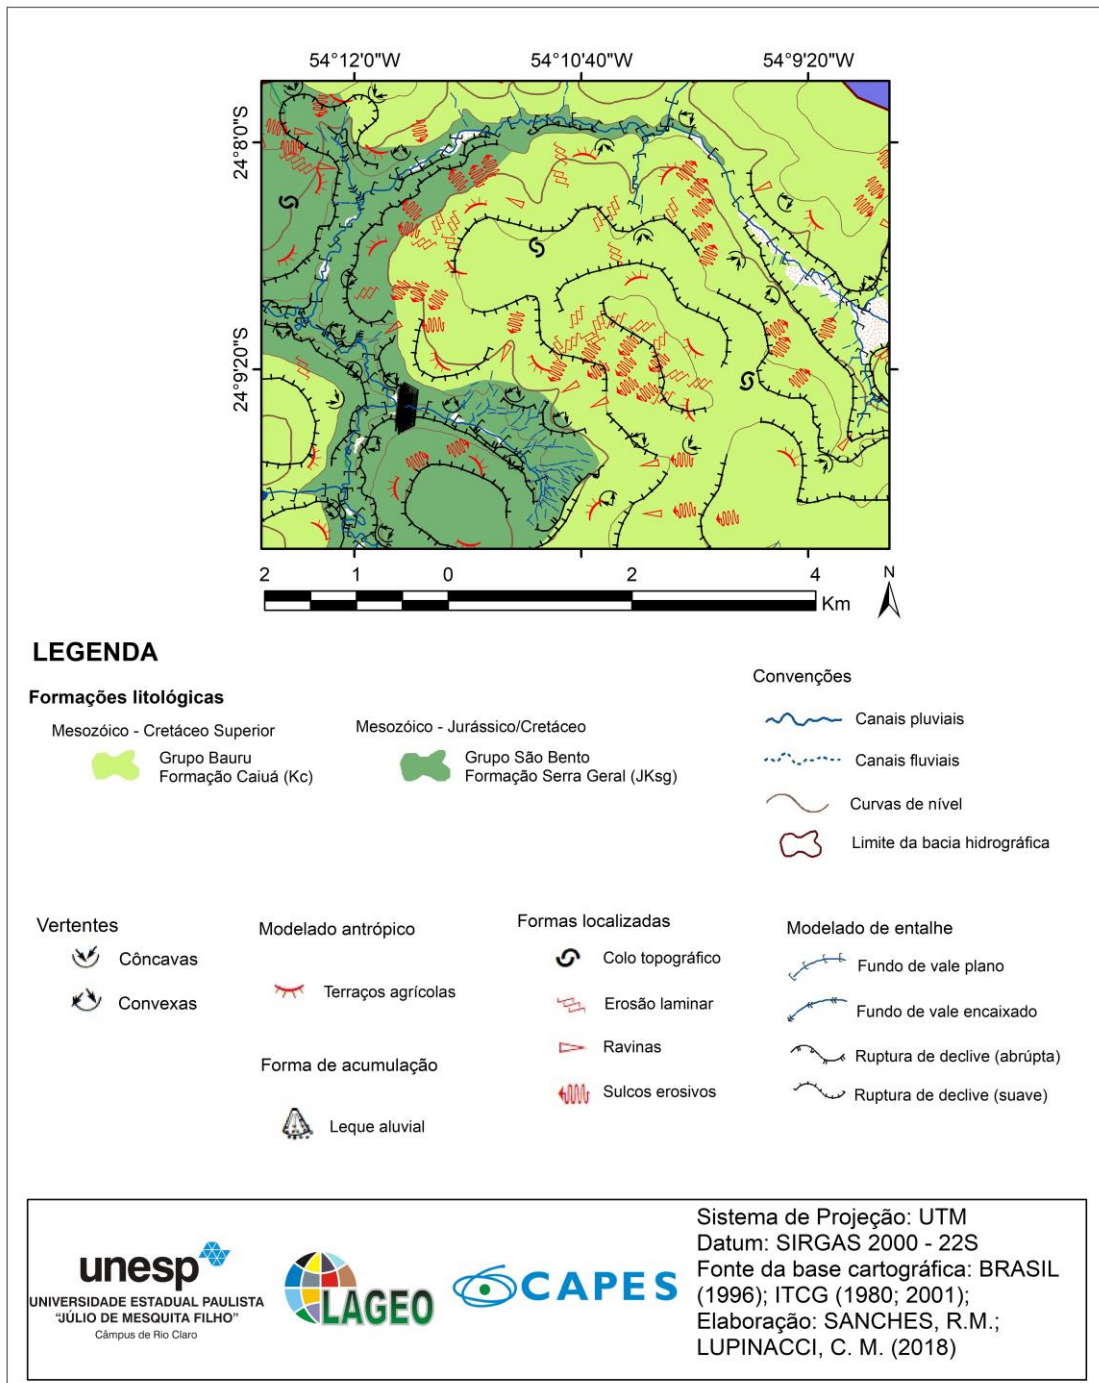 54°12'0"W 54°10'40"W 54°9'20"W
24°8'0"S
24°9'20"S
2 1 0 2 4
Km
N
LEGENDA
Formações litológicas
Mesozóico - Cretáceo Superior
Grupo Bauru
Formação Caiuá (Kc)
Mesozóico - Jurássico/Cretáceo
Grupo São Bento
Formação Serra Geral (JKsg)
Convenções
Canais pluviais
Canais fluviais
Curvas de nível
Limite da bacia hidrográfica
Vertentes
Côncavas
Convexas
Modelado antrópico
Terraços agrícolas
Forma de acumulação
Leque aluvial
Formas localizadas
Colo topográfico
Erosão laminar
Ravinas
Sulcos erosivos
Modelado de entalhe
Fundo de vale plano
Fundo de vale encaixado
Ruptura de declive (abrúpta)
Ruptura de declive (suave)
unesp
UNIVERSIDADE ESTADUAL PAULISTA
"JÚLIO DE MESQUITA FILHO"
Câmpus de Rio Claro
LAGEO
CAPES
Sistema de Projeção: UTM
Datum: SIRGAS 2000 - 22S
Fonte da base cartográfica: BRASIL
(1996); ITCG (1980; 2001);
Elaboração: SANCHES, R.M.;
LUPINACCI, C. M. (2018)